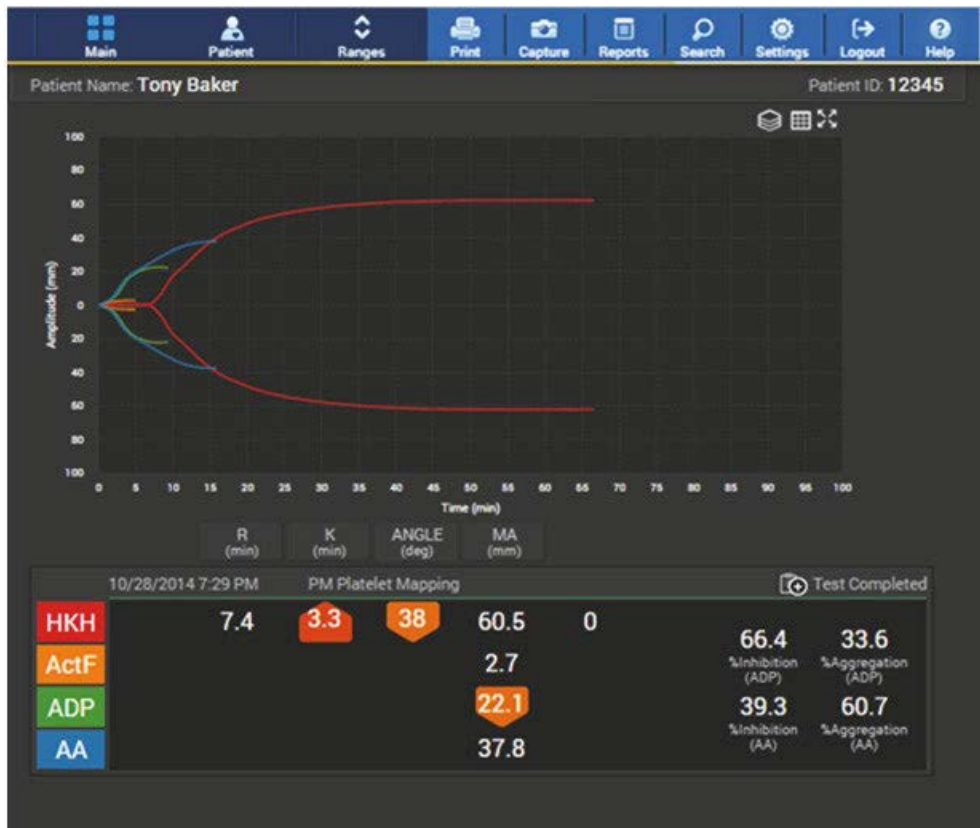 Main Patient Ranges Print Capture Reports Search Settings Logout Help
Patient Name: Tony Baker Patient ID: 12345
100
80
60
40
20
0
20
40
60
80
100
Amplitude (mm)
0 5 10 15 20 25 30 35 40 45 50 55 60 65 70 75 80 85 90 95 100
Time (min)
R K ANGLE MA
(min) (min) (deg) (mm)
10/28/2014 7:29 PM PM Platelet Mapping Test Completed
HKH 7.4 3.3 38 60.5 0
66.4 33.6
%Inhibition %Aggregation
(ADP) (ADP)
ActF 2.7
ADP 22.1
39.3 60.7
%Inhibition %Aggregation
(AA) (AA)
AA 37.8